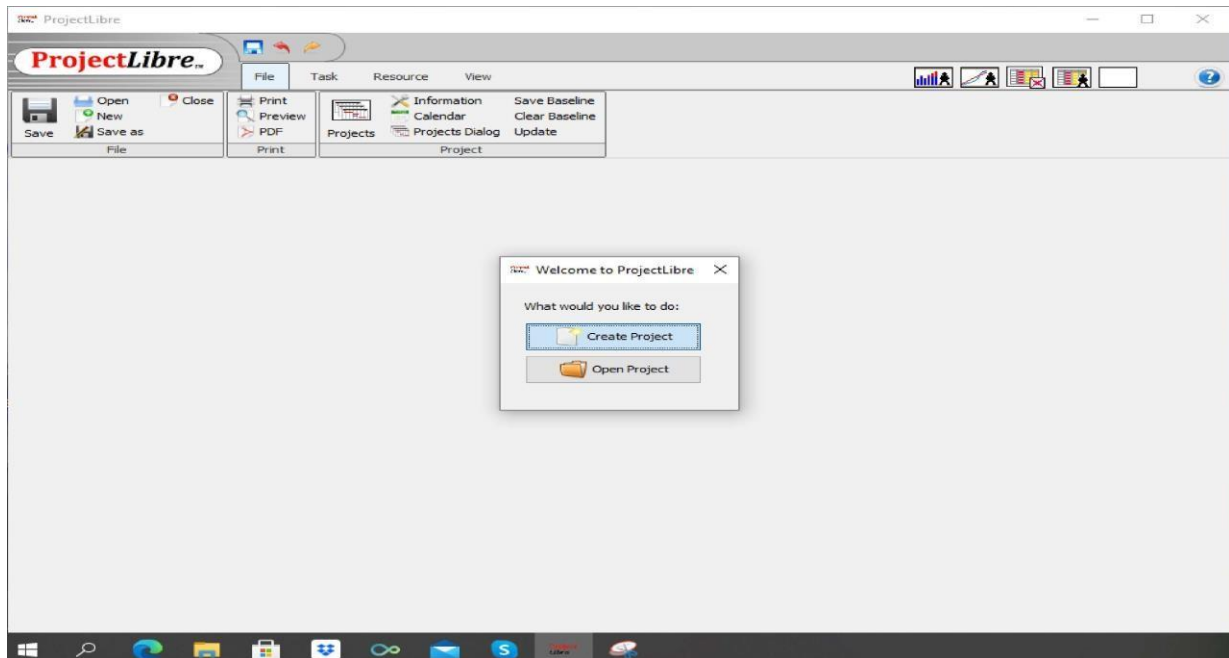 ProjectLibre
ProjectLibre™
File Task Resource View
Save
Open
New
Save as
Close
File
Print
Preview
PDF
Print
Projects
Information
Calendar
Projects Dialog
Save Baseline
Clear Baseline
Update
Project
Welcome to ProjectLibre
What would you like to do:
Create Project
Open Project